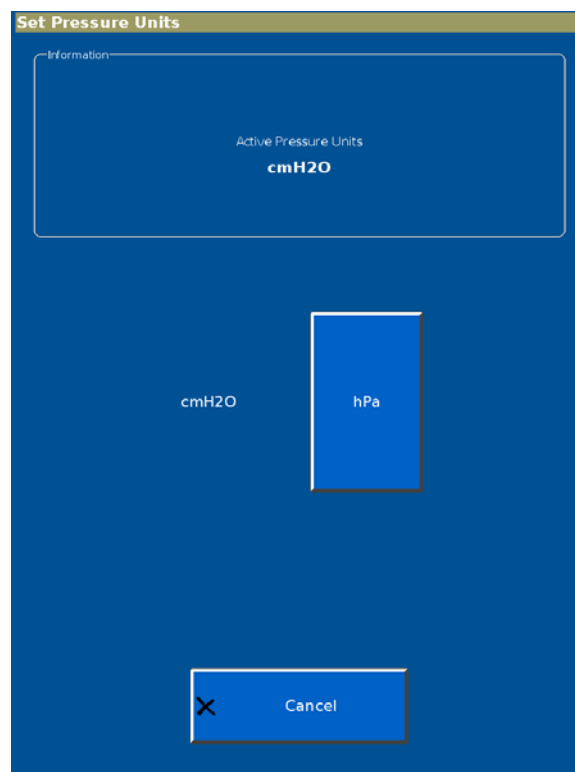 Set Pressure Units
Information
Active Pressure Units
cmH2O
cmH2O
hPa
Cancel